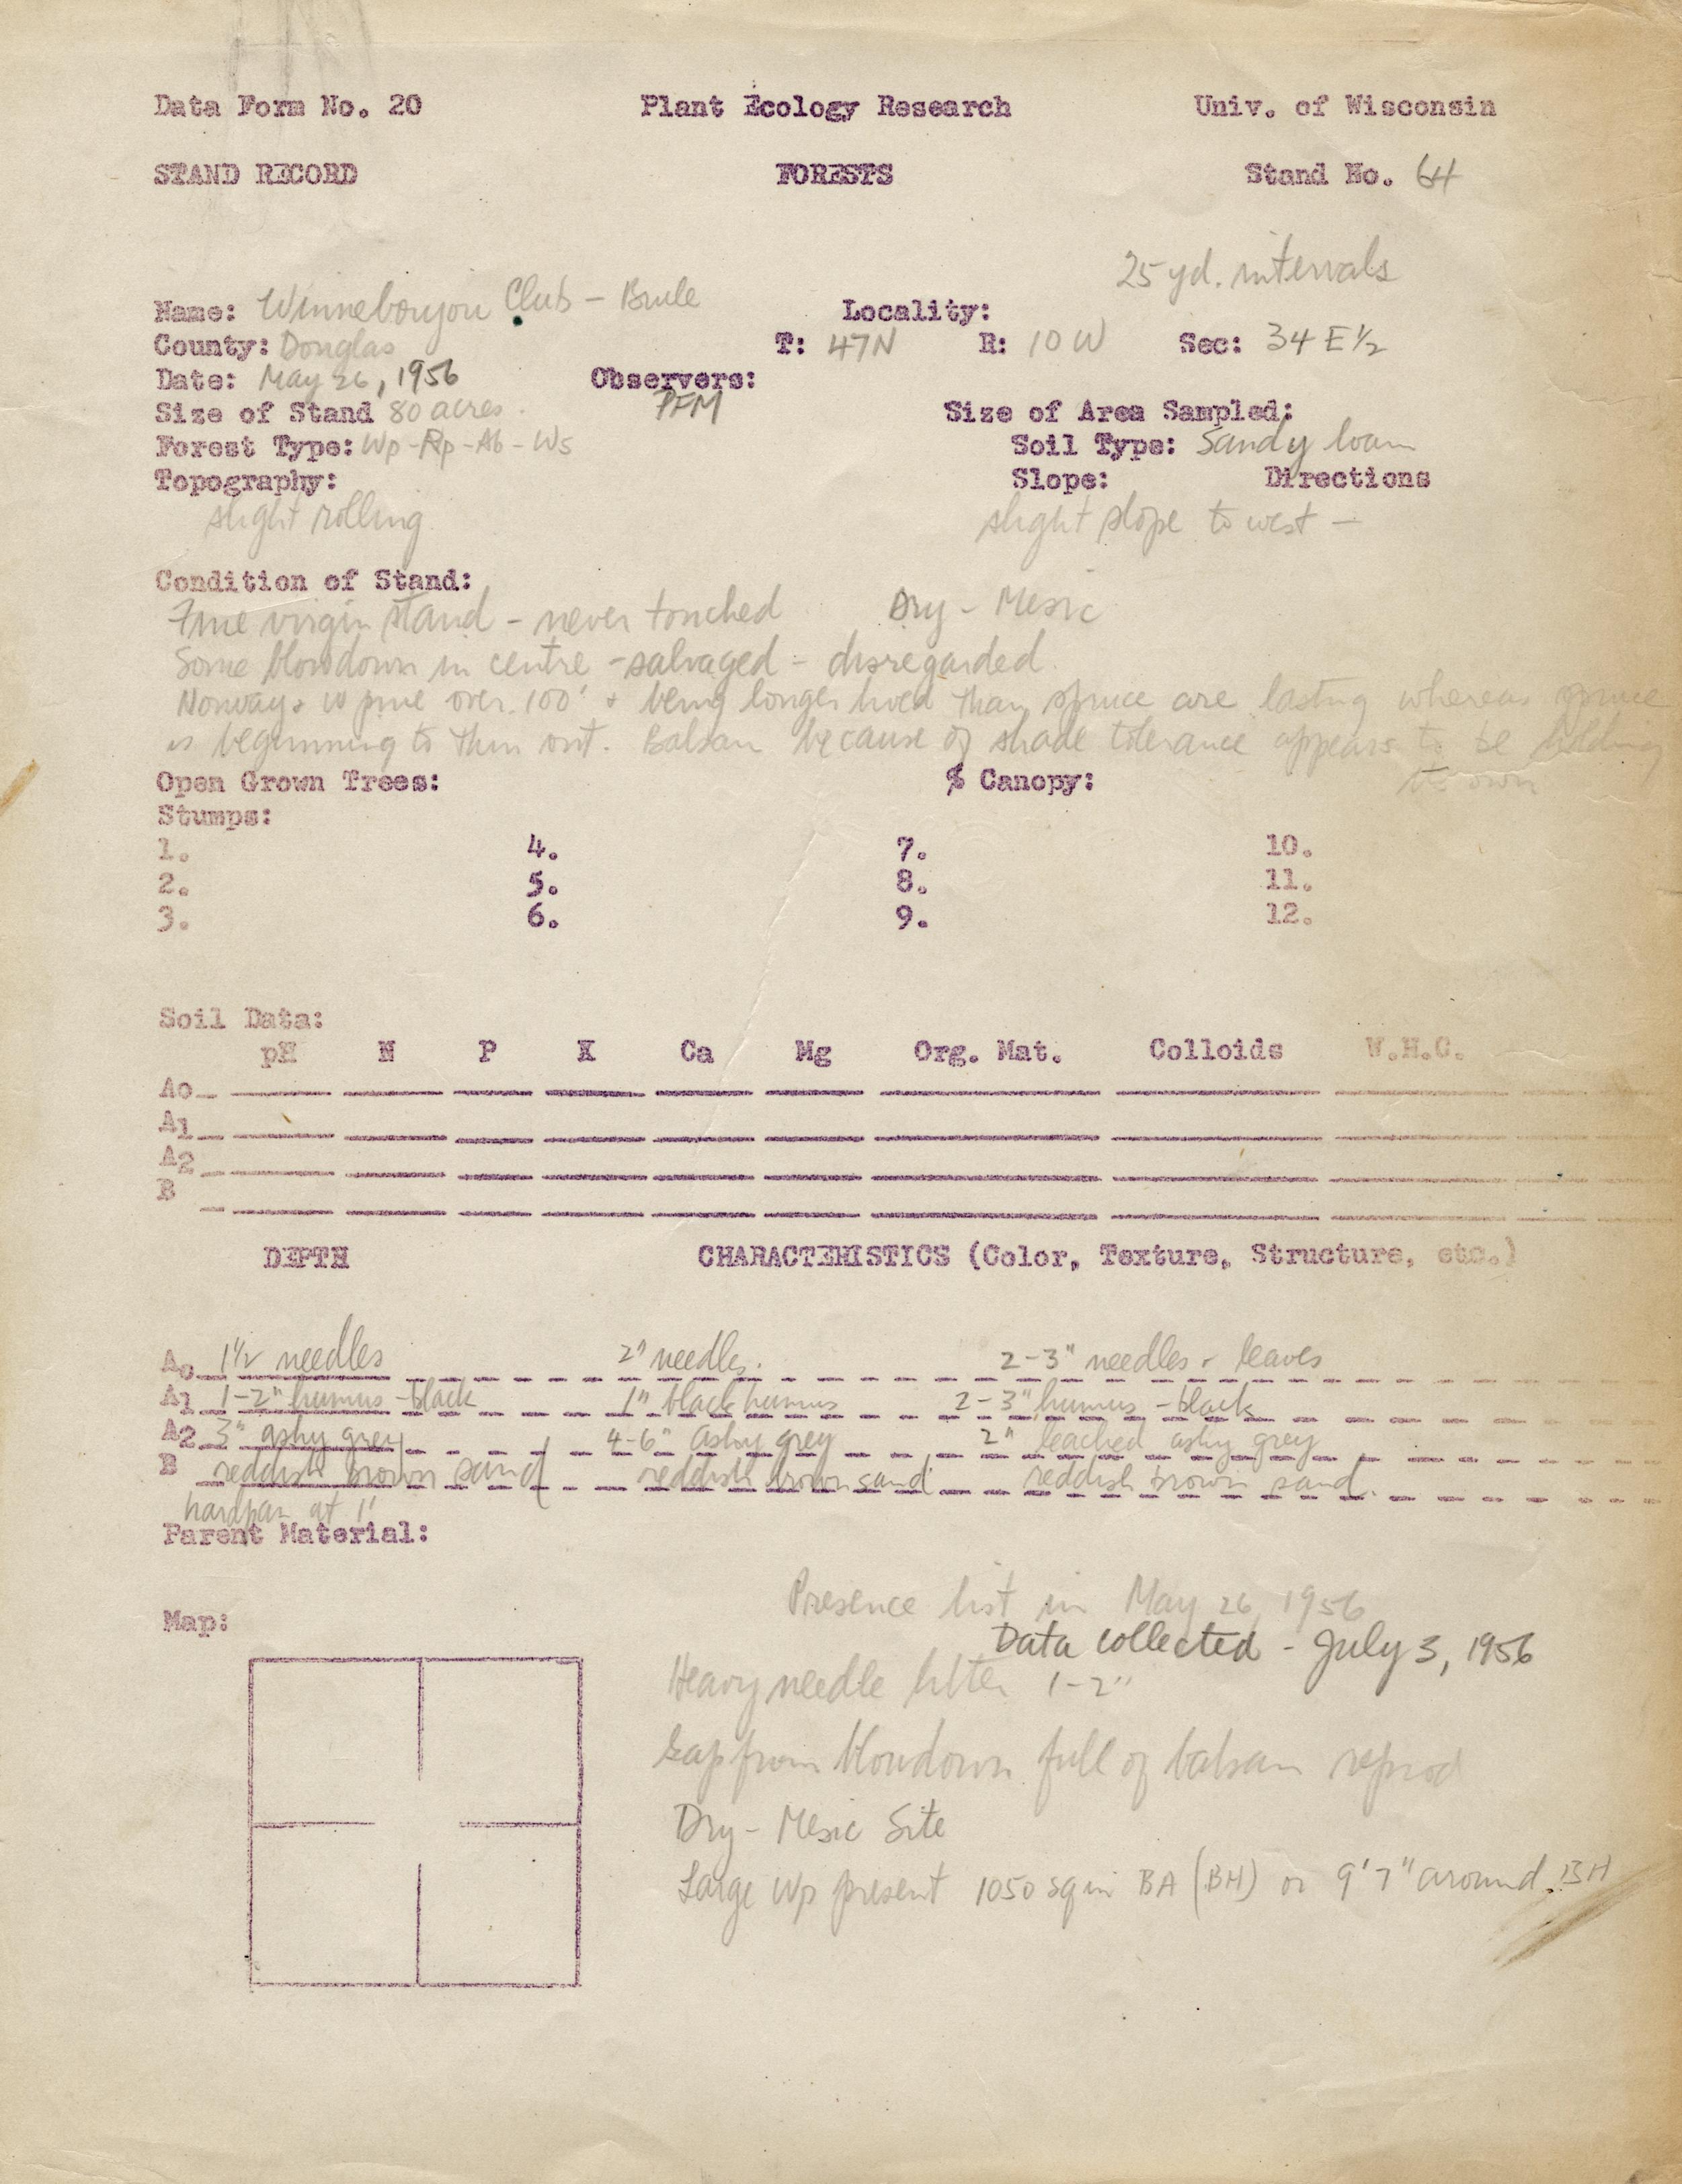 Data Form No. 20 Plant Ecology Research Univ. of Wisconsin
STAND RECORD FORESTS Stand No. 64
25 yd. intervals
Name: Winneboujou Club - Brule Locality:
County: Douglas T: 47N R: 10 W Sec: 34 E½
Date: May 26, 1956 Observers:
Size of Stand 80 acres. PFM Size of Area Sampled:
Forest Type: Wp-Rp-Ab-Ws Soil Type: Sandy loam
Topography: Slope: Directions
slight rolling. slight slope to west -
Condition of Stand:
Fine virgin stand - never touched Dry - Mesic
Some blowdown in centre - salvaged - disregarded.
Norway & W pine over 100' & being longer lived than spruce are lasting whereas spruce
is beginning to thin out. Balsam because of shade tolerance appears to be holding
its own
Open Grown Trees: % Canopy:
Stumps:
1. 4. 7. 10.
2. 5. 8. 11.
3. 6. 9. 12.
Soil Data:
pH N P K Ca Mg Org. Mat. Colloids W.H.C.
Ao
A1
A2
B
DEPTH CHARACTERISTICS (Color, Texture, Structure, etc.)
Ao 1½ needles 2" needles. 2-3" needles & leaves
A1 1-2" humus - black 1" black humus 2-3" humus - black
A2 3" ashy grey 4-6" ashy grey 2" leached ashy grey
B reddish brown sand reddish brown sand reddish brown sand.
hardpan at 1'
Parent Material:
Presence list in May 26, 1956
Map:
Data collected - July 3, 1956
Heavy needle litter 1-2"
Gap from blowdown full of balsam reprod
Dry - Mesic Site
Large Wp present 1050 sq in BA (BH) or 9'7" around BH